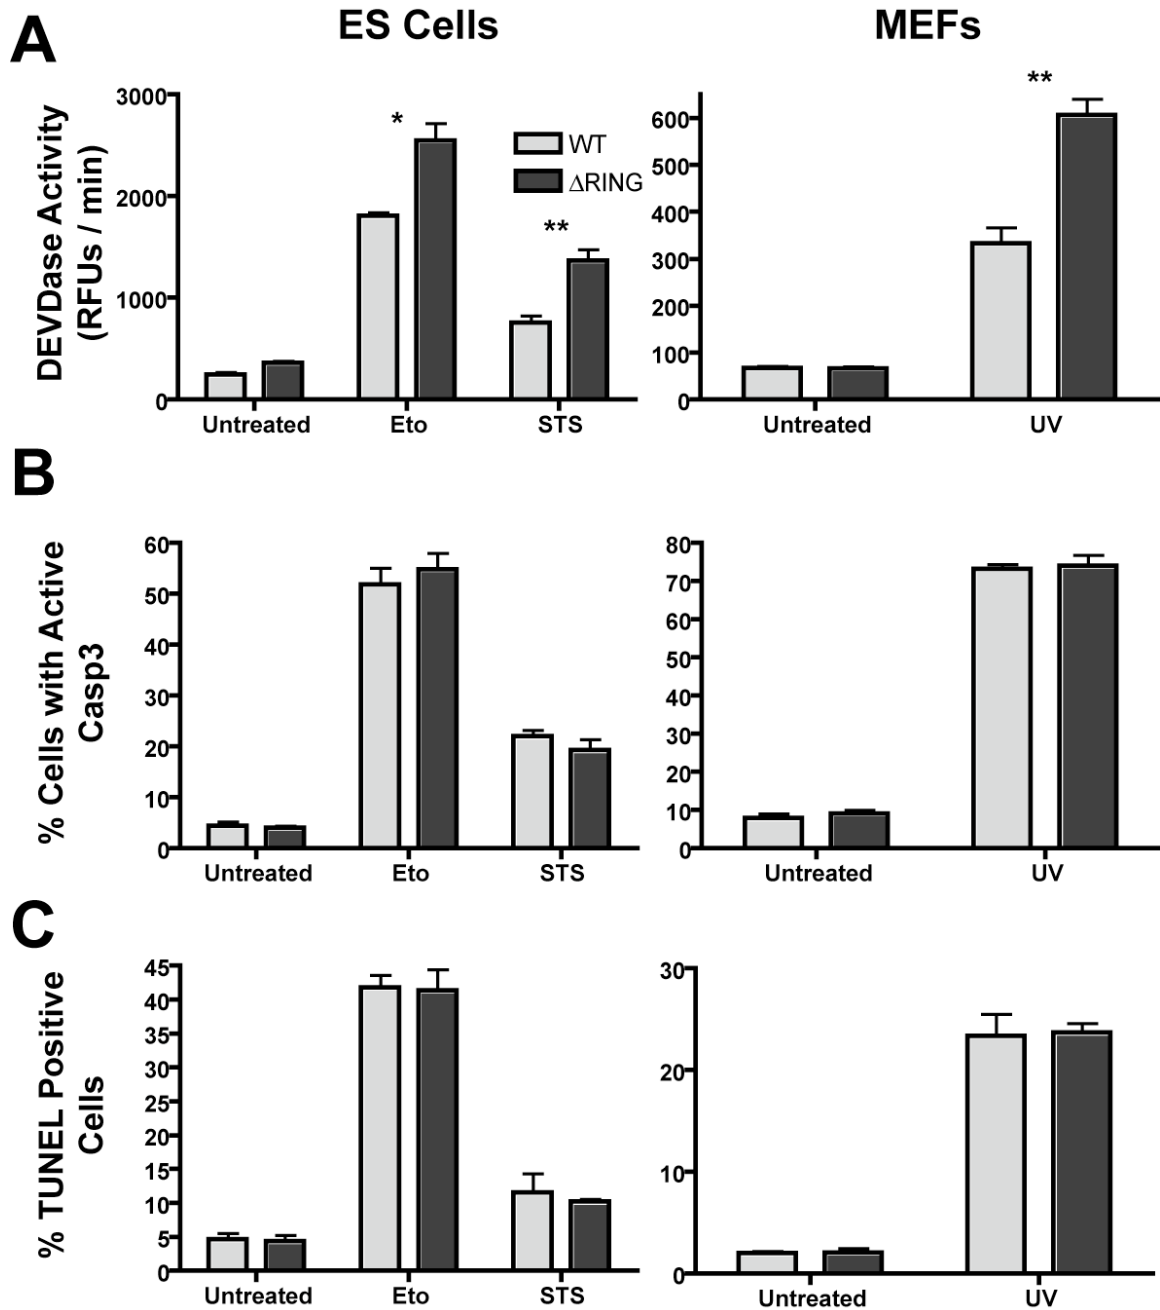 A
ES Cells
MEFs
DEVDase Activity
(RFUs / min)
3000
2000
1000
0
*
**
WT
ΔRING
Untreated
Eto
STS
600
500
400
300
200
100
0
**
Untreated
UV
B
% Cells with Active
Casp3
60
50
40
30
20
10
0
Untreated
Eto
STS
80
70
60
50
40
30
20
10
0
Untreated
UV
C
% TUNEL Positive
Cells
45
40
35
30
25
20
15
10
5
0
Untreated
Eto
STS
30
20
10
0
Untreated
UV